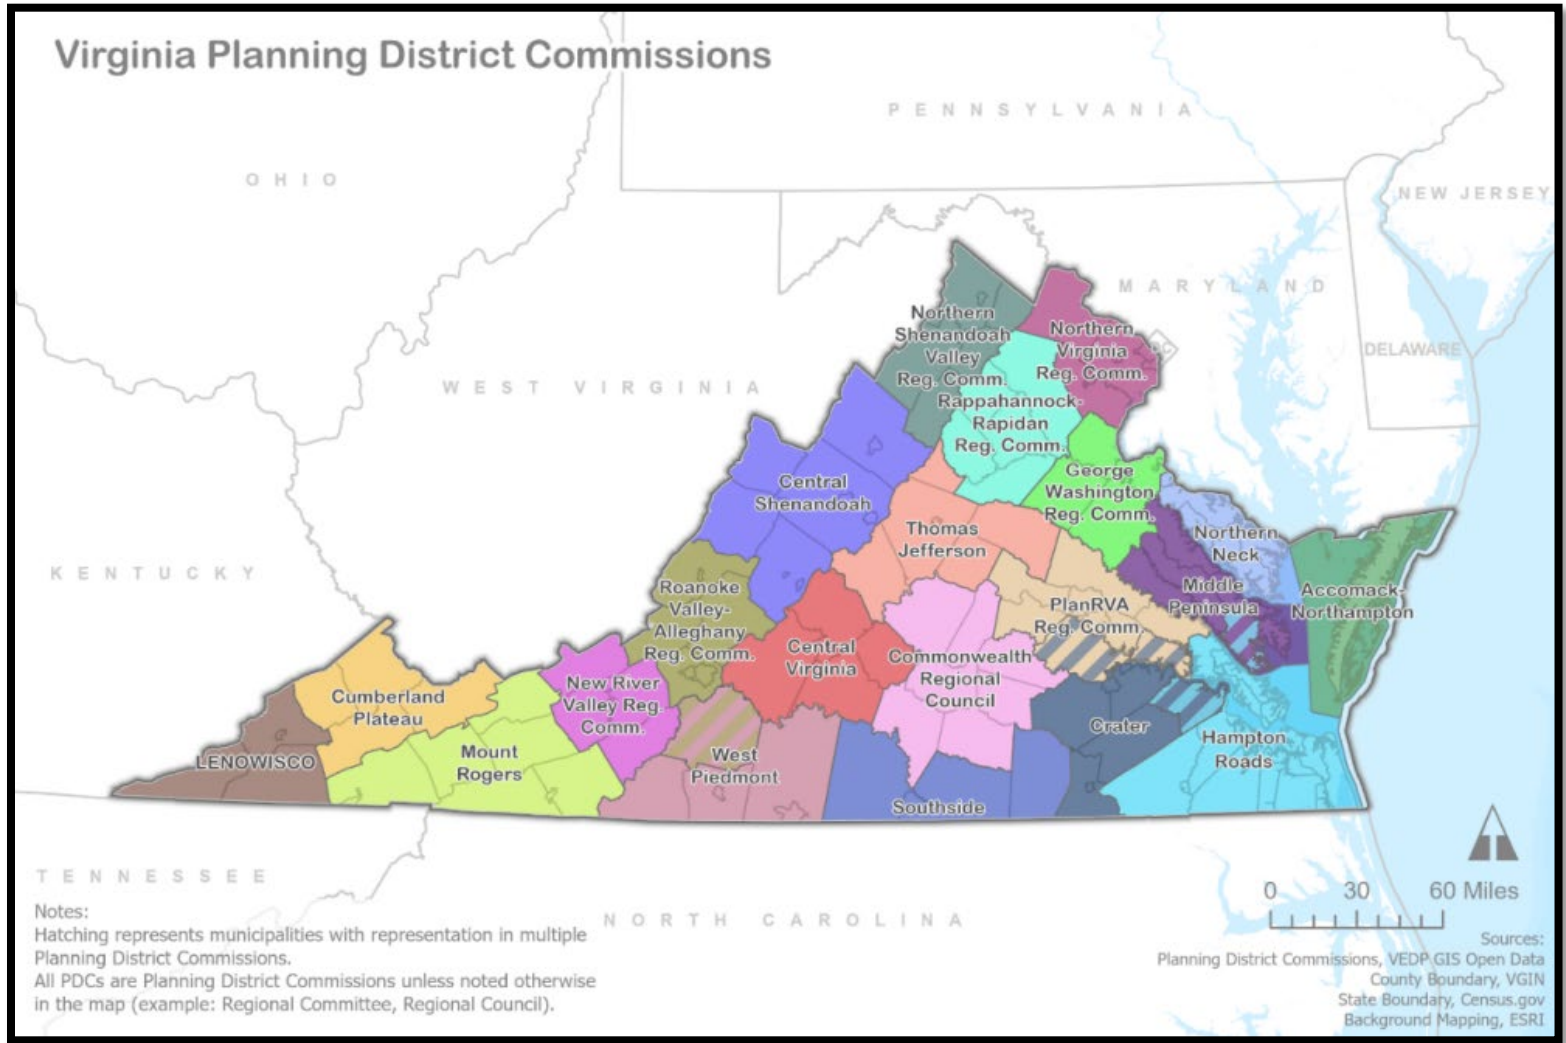 Virginia Planning District Commissions
PENNSYLVANIA
OHIO
NEW JERSEY
MARYLAND
Northern
Shenandoah
Valley
Reg. Comm.
Northern
Virginia
Reg. Comm.
DELAWARE
WEST VIRGINIA
Rappahannock-
Rapidan
Reg. Comm.
George
Washington
Reg. Comm.
Central
Shenandoah
Thomas
Jefferson
Northern
Neck
KENTUCKY
Roanoke
Valley-
Alleghany
Reg. Comm.
Middle
Peninsula
Accomack-
Northampton
PlanRVA
Reg. Comm.
Central
Virginia
Commonwealth
Regional
Council
Cumberland
Plateau
New River
Valley Reg.
Comm.
Crater
Hampton
Roads
LENOWISCO
Mount
Rogers
West
Piedmont
Southside
TENNESSEE
NORTH CAROLINA
0 30 60 Miles
Notes:
Hatching represents municipalities with representation in multiple
Planning District Commissions.
All PDCs are Planning District Commissions unless noted otherwise
in the map (example: Regional Committee, Regional Council).
Sources:
Planning District Commissions, VEDP GIS Open Data
County Boundary, VGIN
State Boundary, Census.gov
Background Mapping, ESRI